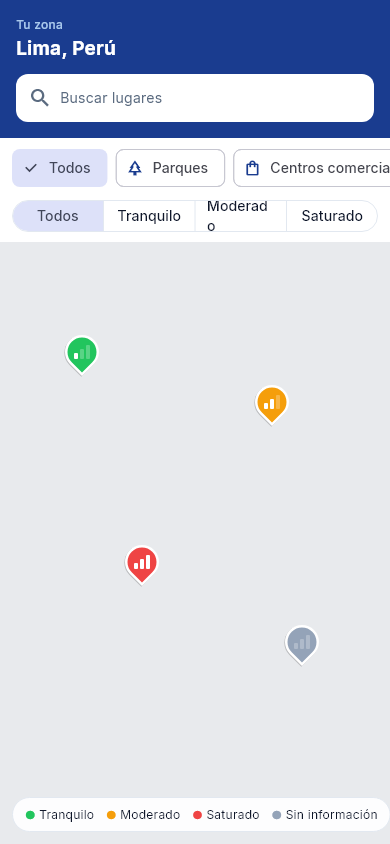 Tu zona
Lima, Perú
Buscar lugares
Todos Parques Centros comercia
Todos Tranquilo Moderad
o Saturado
Tranquilo Moderado Saturado Sin información